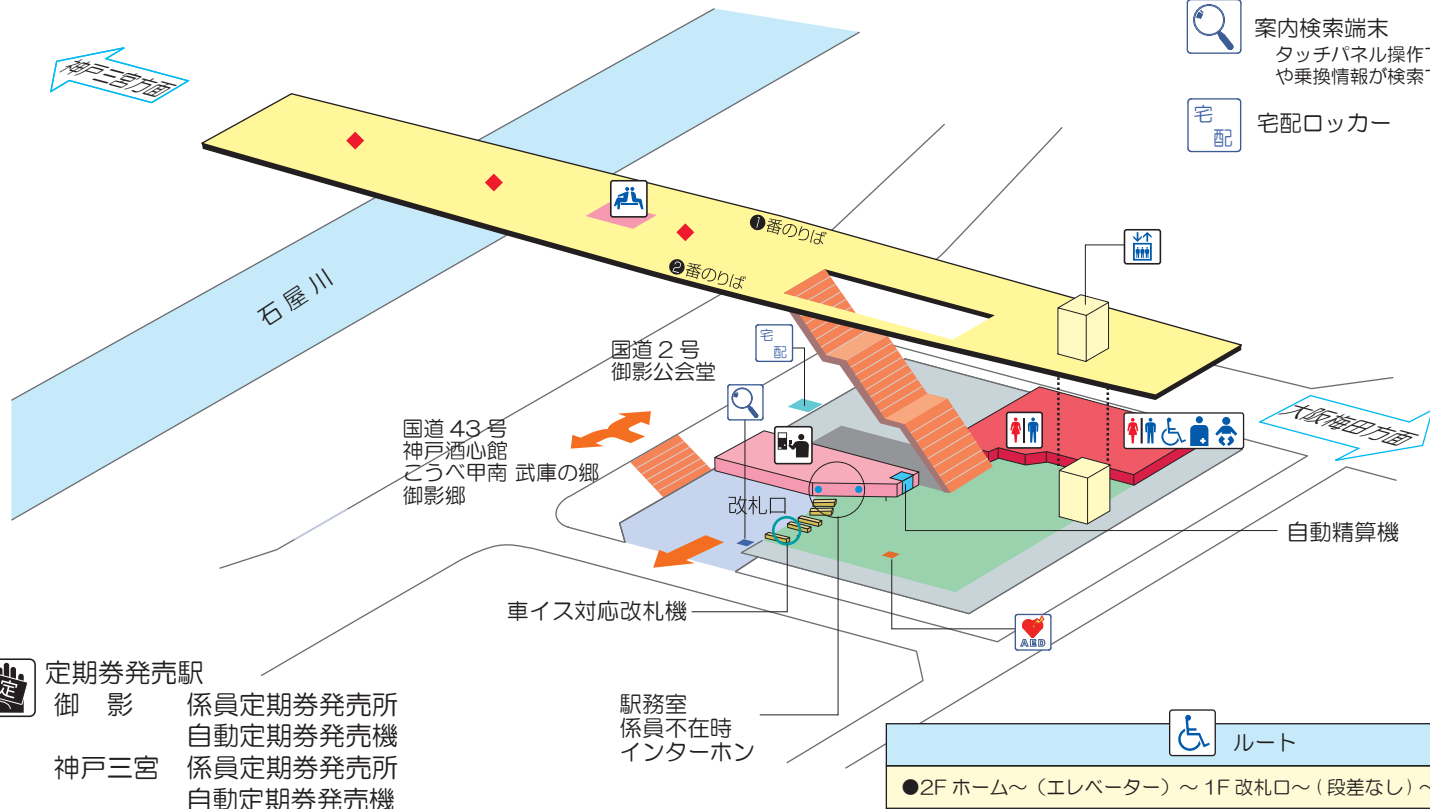 神戸三宮方面
案内検索端末
タッチパネル操作で
や乗換情報が検索で
宅配
宅配ロッカー
❶番のりば
❷番のりば
石屋川
宅配
国道2号
御影公会堂
国道43号
神戸酒心館
こうべ甲南 武庫の郷
御影郷
大阪梅田方面
改札口
自動精算機
車イス対応改札機
AED
駅務室
係員不在時
インターホン
定
定期券発売駅
御影 係員定期券発売所
自動定期券発売機
神戸三宮 係員定期券発売所
自動定期券発売機
ルート
●2F ホーム～（エレベーター）～ 1F 改札口～（段差なし）～